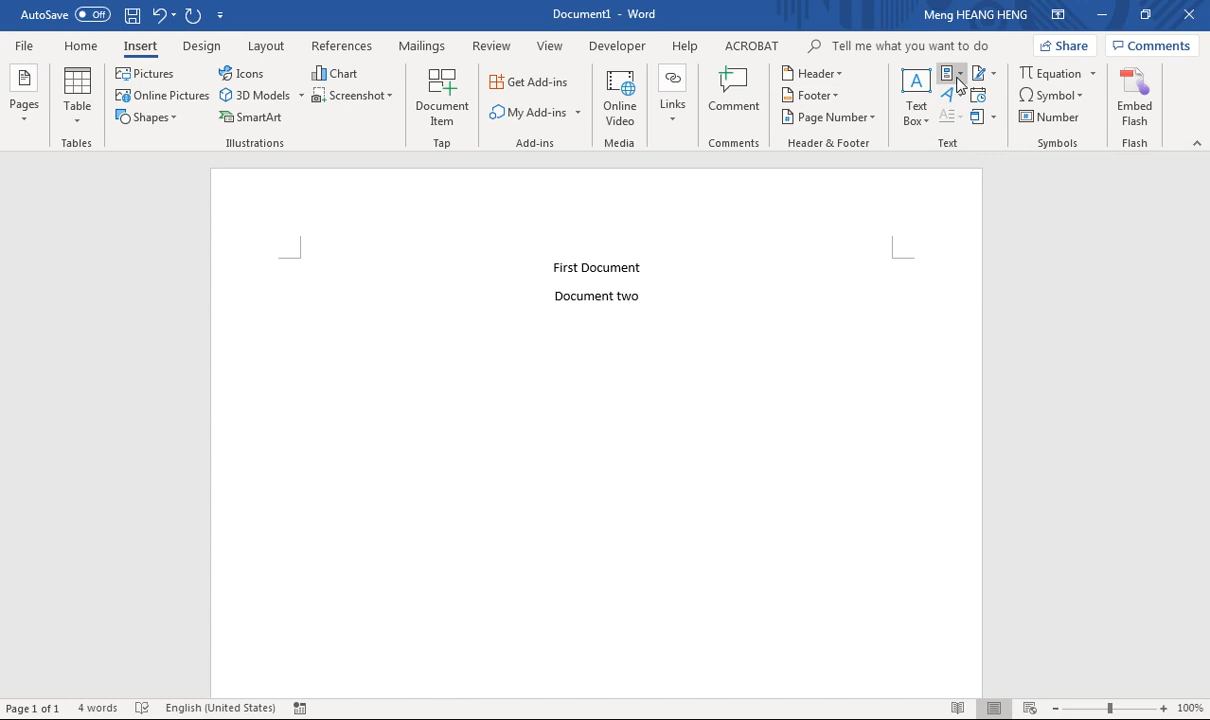 AutoSave Off Document1 - Word Meng HEANG HENG
File Home Insert Design Layout References Mailings Review View Developer Help ACROBAT Tell me what you want to do Share Comments
Pages
Table
Tables
Pictures
Online Pictures
Shapes
Icons
3D Models
SmartArt
Chart
Screenshot
Illustrations
Document
Item
Tap
Get Add-ins
My Add-ins
Add-ins
Online
Video
Media
Links
Comment
Comments
Header
Footer
Page Number
Header & Footer
A
Text
Box
A
Text
Equation
Symbol
Number
Symbols
Embed
Flash
Flash
First Document
Document two
Page 1 of 1 4 words English (United States) 100%